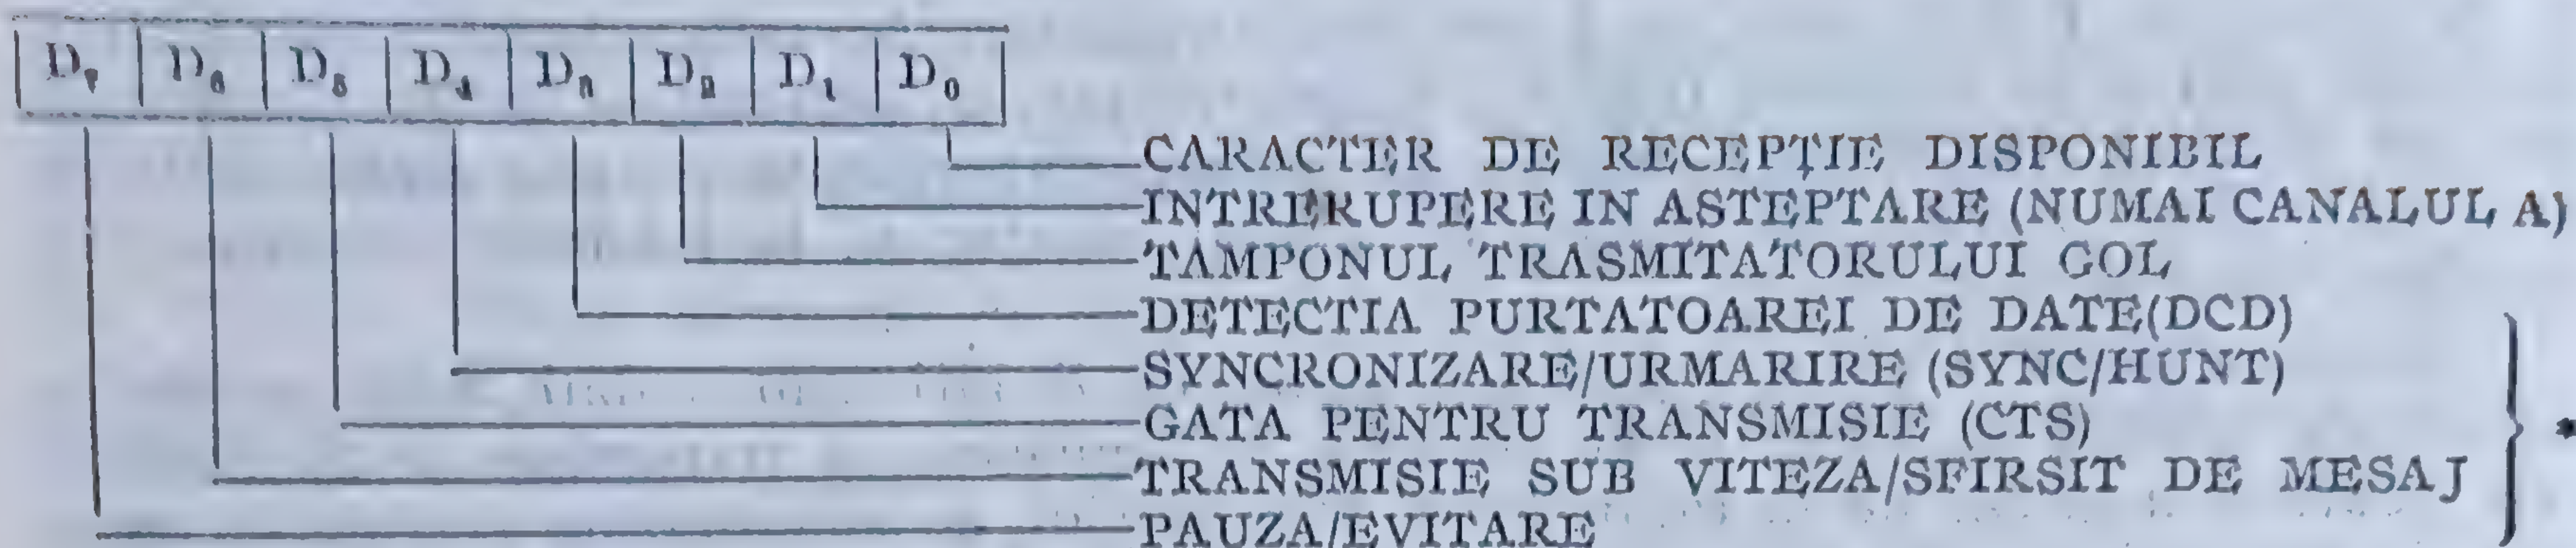 D₇ D₆ D₅ D₄ D₃ D₂ D₁ D₀
CARACTER DE RECEPȚIE DISPONIBIL
INTRERUPERE IN ASTEPTARE (NUMAI CANALUL A)
TAMPONUL TRASMITATORULUI GOL
DETECTIA PURTATOAREI DE DATE(DCD)
SYNCRONIZARE/URMARIRE (SYNC/HUNT)
GATA PENTRU TRANSMISIE (CTS)
*
TRANSMISIE SUB VITEZA/SFIRSIT DE MESAJ
PAUZA/EVITARE